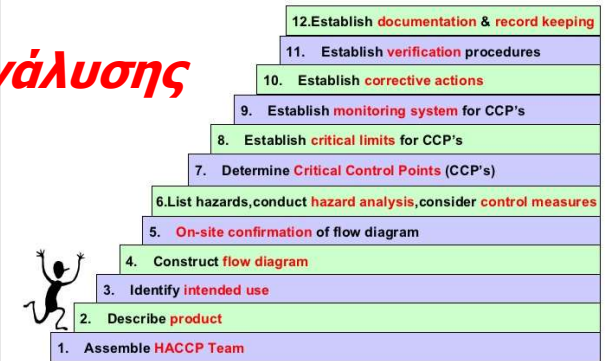 12.Establish documentation & record keeping
11. Establish verification procedures
10. Establish corrective actions
9. Establish monitoring system for CCP's
8. Establish critical limits for CCP's
7. Determine Critical Control Points (CCP's)
6.List hazards,conduct hazard analysis,consider control measures
5. On-site confirmation of flow diagram
4. Construct flow diagram
3. Identify intended use
2. Describe product
1. Assemble HACCP Team